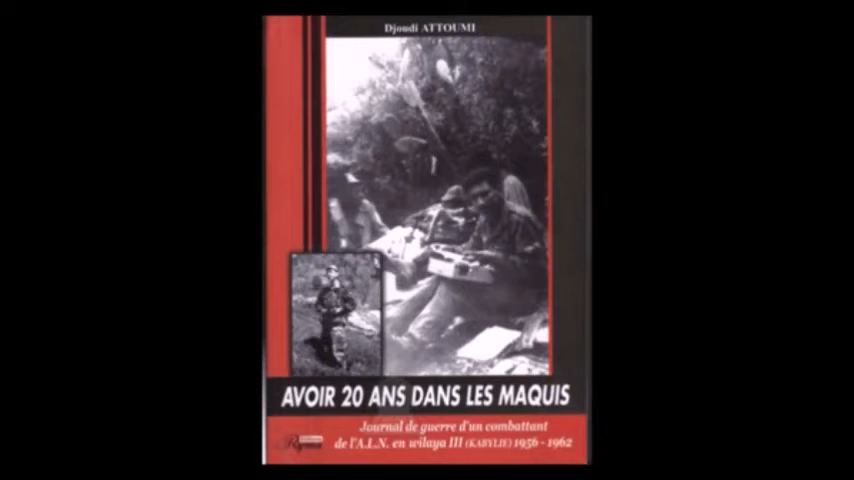 Djoudi ATTOUMI
AVOIR 20 ANS DANS LES MAQUIS
Journal de guerre d'un combattant
de l'A.L.N. en wilaya III (KABYLIE) 1956 - 1962
Ryma